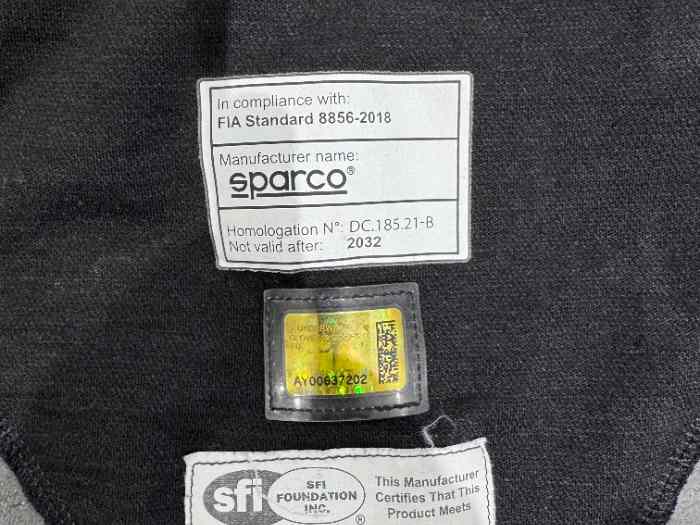 In compliance with:
FIA Standard 8856-2018
Manufacturer name:
sparco®
Homologation N°: DC.185.21-B
Not valid after: 2032
AY00637202
sfi
SFI
FOUNDATION
INC.
®
This Manufacturer
Certifies That This
Product Meets